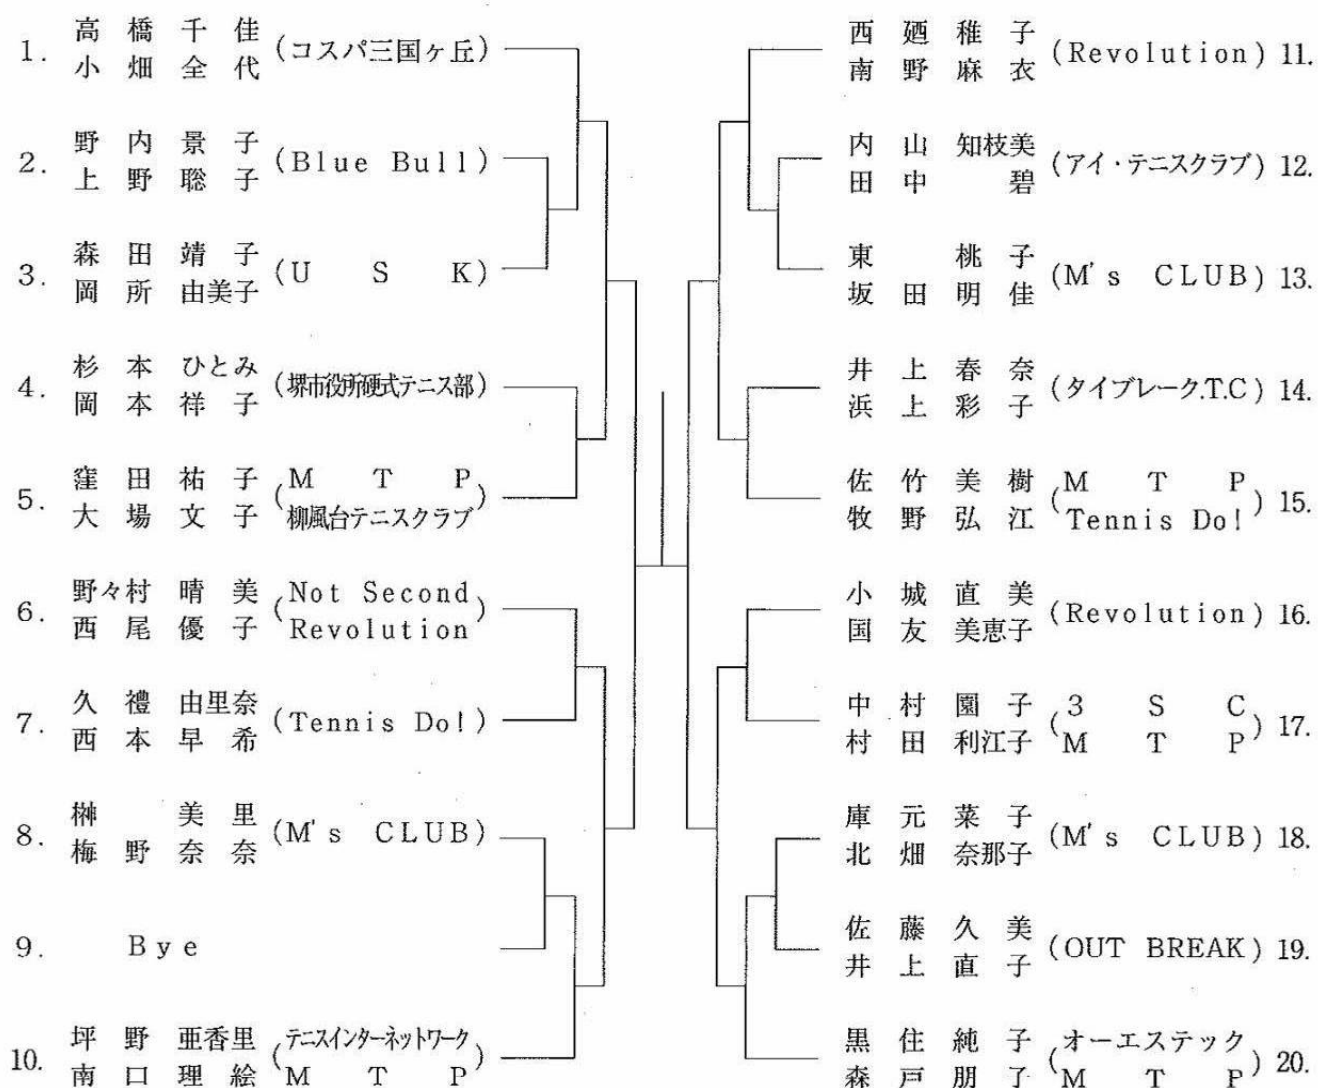 1. 高橋千佳 (コスパ三国ヶ丘)
小畑全代
2. 野内景子 (Blue Bull)
上野聡子
3. 森田靖子 (U S K)
岡所由美子
4. 杉本ひとみ (堺市役所硬式テニス部)
岡本祥子
5. 窪田祐子 (M T P
大場文子 柳風台テニスクラブ)
6. 野々村晴美 (Not Second
西尾優子 Revolution)
7. 久禮由里奈 (Tennis Do!)
西本早希
8. 榊美里 (M's CLUB)
梅野奈奈
9. Bye
10. 坪野亜香里 (テニスインターネットワーク
南口理絵 M T P)
西廼稚子 (Revolution) 11.
南野麻衣
内山知枝美 (アイ・テニスクラブ) 12.
田中碧
東桃子 (M's CLUB) 13.
坂田明佳
井上春奈 (タイブレーク.T.C) 14.
浜上彩子
佐竹美樹 (M T P
牧野弘江 Tennis Do!) 15.
小城直美 (Revolution) 16.
国友美恵子
中村園子 (3 S C
村田利江子 M T P) 17.
庫元菜子 (M's CLUB) 18.
北畑奈那子
佐藤久美 (OUT BREAK) 19.
井上直子
黒住純子 (オーエステック
森戸朋子 M T P) 20.